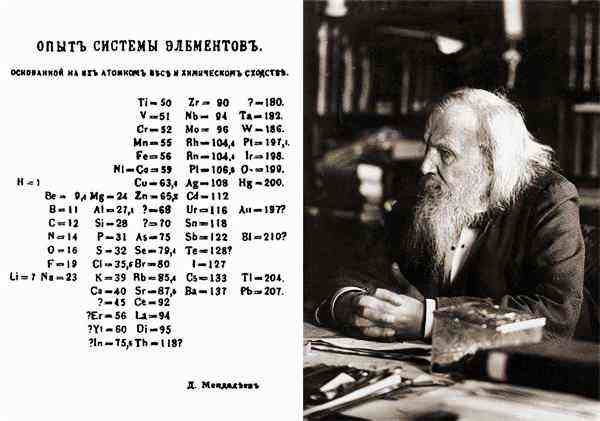 ОПЫТЪ СИСТЕМЫ ЭЛЕМЕНТОВЪ.
ОСНОВАННОЙ НА ИХЪ АТОМНОМЪ ВѢСѢ И ХИМИЧЕСКОМЪ СХОДСТВѢ.
Ti=50 Zr=90 ?=180.
V=51 Nb=94 Ta=182.
Cr=52 Mo=96 W=186.
Mn=55 Rh=104,4 Pt=197,1.
Fe=56 Rn=104,4 Ir=198.
Ni=Co=59 Pl=106,6 O-=199.
H=1 Cu=63,4 Ag=108 Hg=200.
Be=9,4 Mg=24 Zn=65,2 Cd=112
B=11 Al=27,1 ?=68 Ur=116 Au=197?
C=12 Si=28 ?=70 Sn=118
N=14 P=31 As=75 Sb=122 Bi=210?
O=16 S=32 Se=79,4 Te=128?
F=19 Cl=35,5 Br=80 I=127
Li=7 Na=23 K=39 Rb=85,4 Cs=133 Tl=204.
Ca=40 Sr=87,6 Ba=137 Pb=207.
?=45 Ce=92
?Er=56 La=94
?Yt=60 Di=95
?In=75,6 Th=118?
Д. Менделѣевъ